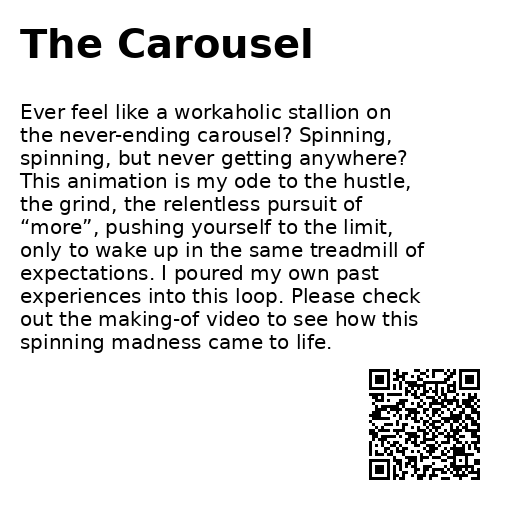 The Carousel
Ever feel like a workaholic stallion on
the never-ending carousel? Spinning,
spinning, but never getting anywhere?
This animation is my ode to the hustle,
the grind, the relentless pursuit of
“more”, pushing yourself to the limit,
only to wake up in the same treadmill of
expectations. I poured my own past
experiences into this loop. Please check
out the making-of video to see how this
spinning madness came to life.